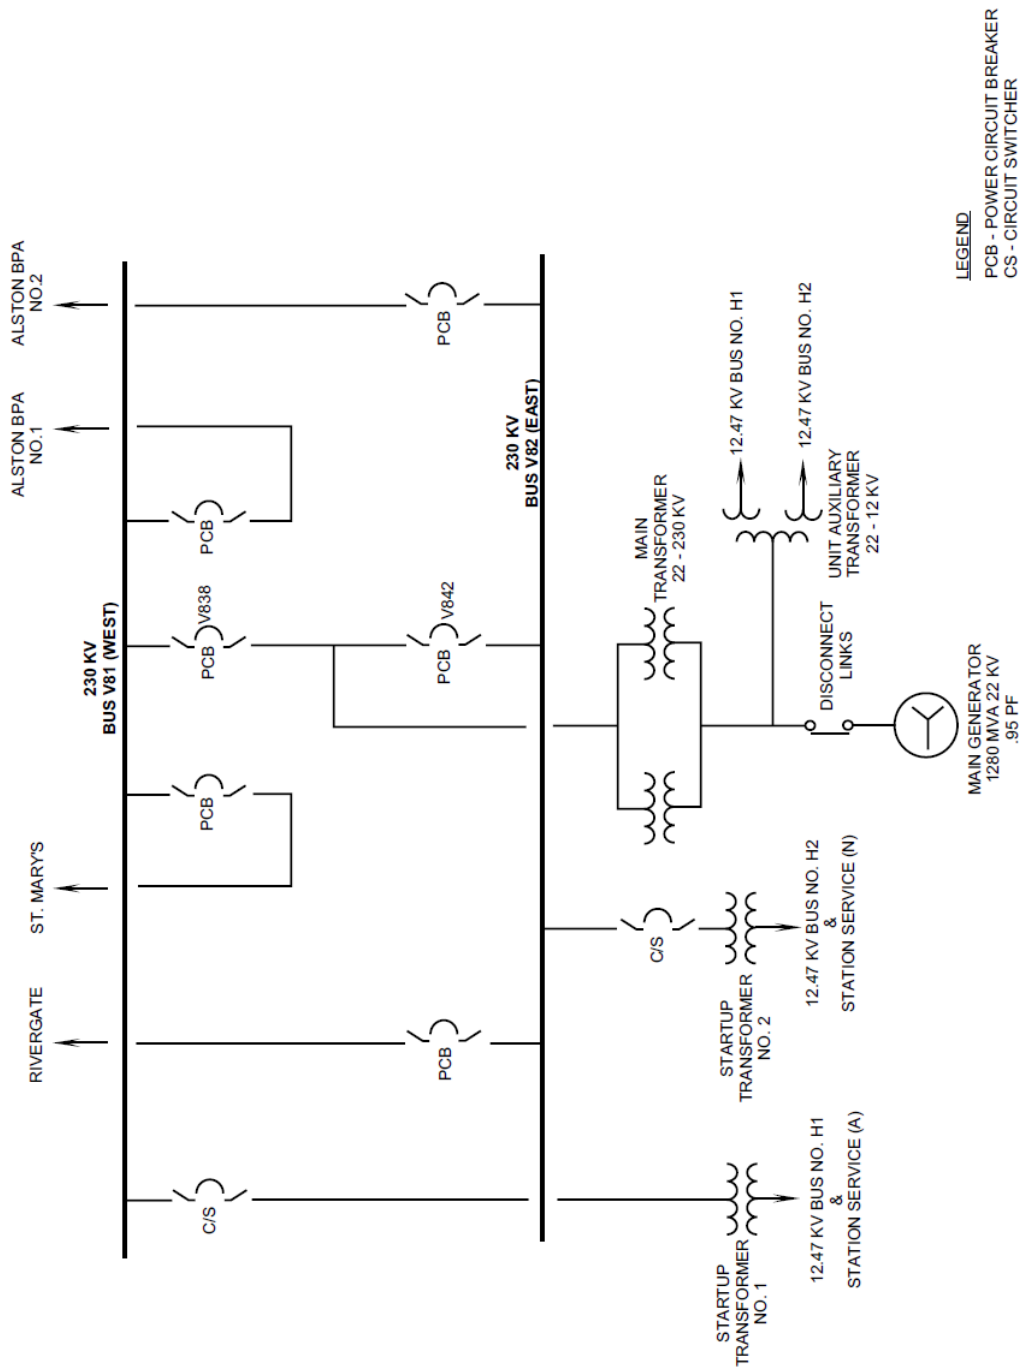 ALSTON BPA
NO.2
ALSTON BPA
NO.1
ST. MARY'S
RIVERGATE
230 KV
BUS V81 (WEST)
PCB
V838
PCB
PCB
C/S
PCB
PCB
V842
PCB
230 KV
BUS V82 (EAST)
C/S
MAIN
TRANSFORMER
22 - 230 KV
12.47 KV BUS NO. H1
12.47 KV BUS NO. H2
UNIT AUXILIARY
TRANSFORMER
22 - 12 KV
DISCONNECT
LINKS
MAIN GENERATOR
1280 MVA 22 KV
.95 PF
STARTUP
TRANSFORMER
NO. 2
12.47 KV BUS NO. H2
&
STATION SERVICE (N)
STARTUP
TRANSFORMER
NO. 1
12.47 KV BUS NO. H1
&
STATION SERVICE (A)
LEGEND
PCB - POWER CIRCUIT BREAKER
CS - CIRCUIT SWITCHER